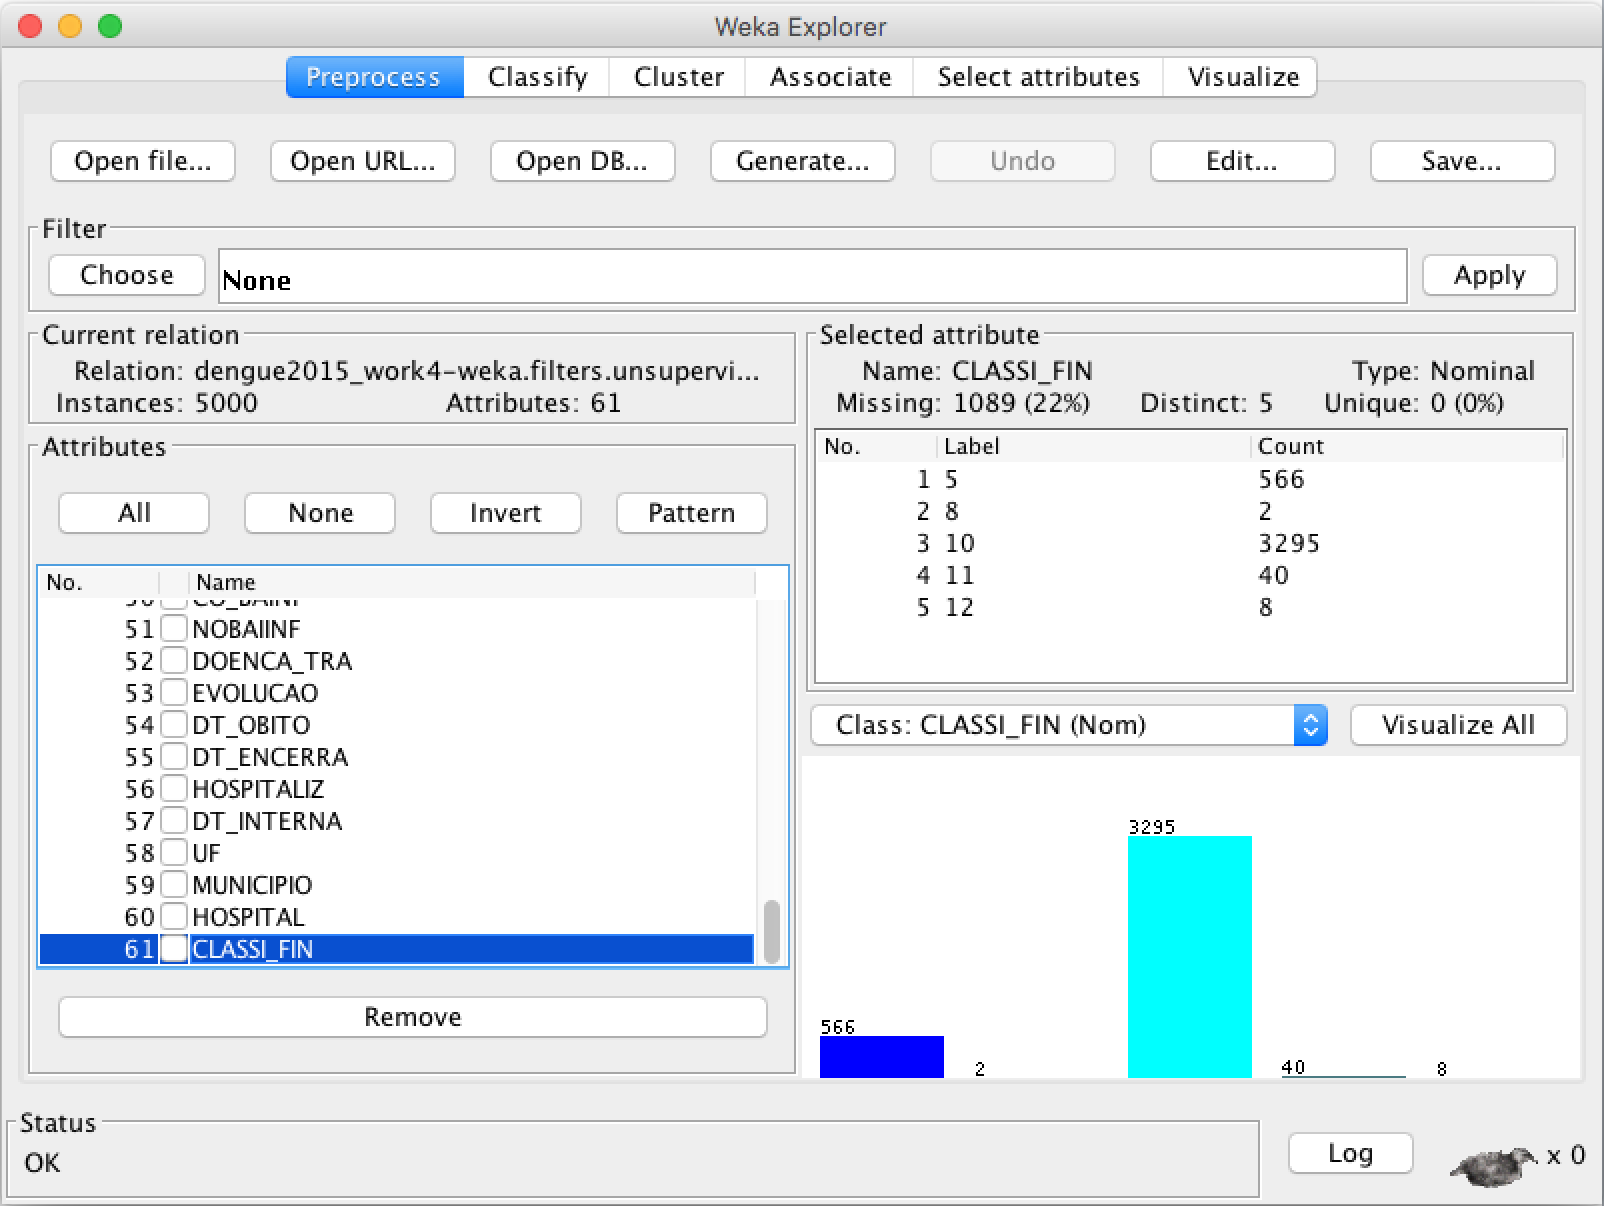 Weka Explorer
Preprocess Classify Cluster Associate Select attributes Visualize
Open file... Open URL... Open DB... Generate... Undo Edit... Save...
Filter
Choose None Apply
Current relation
Relation: dengue2015_work4-weka.filters.unsupervi...
Instances: 5000 Attributes: 61
Attributes
All None Invert Pattern
No. Name
51 NOBAIINF
52 DOENCA_TRA
53 EVOLUCAO
54 DT_OBITO
55 DT_ENCERRA
56 HOSPITALIZ
57 DT_INTERNA
58 UF
59 MUNICIPIO
60 HOSPITAL
61 CLASSI_FIN
Remove
Selected attribute
Name: CLASSI_FIN Type: Nominal
Missing: 1089 (22%) Distinct: 5 Unique: 0 (0%)
No. Label Count
1 5 566
2 8 2
3 10 3295
4 11 40
5 12 8
Class: CLASSI_FIN (Nom) Visualize All
3295
566
2 40 8
Status
OK
Log x 0